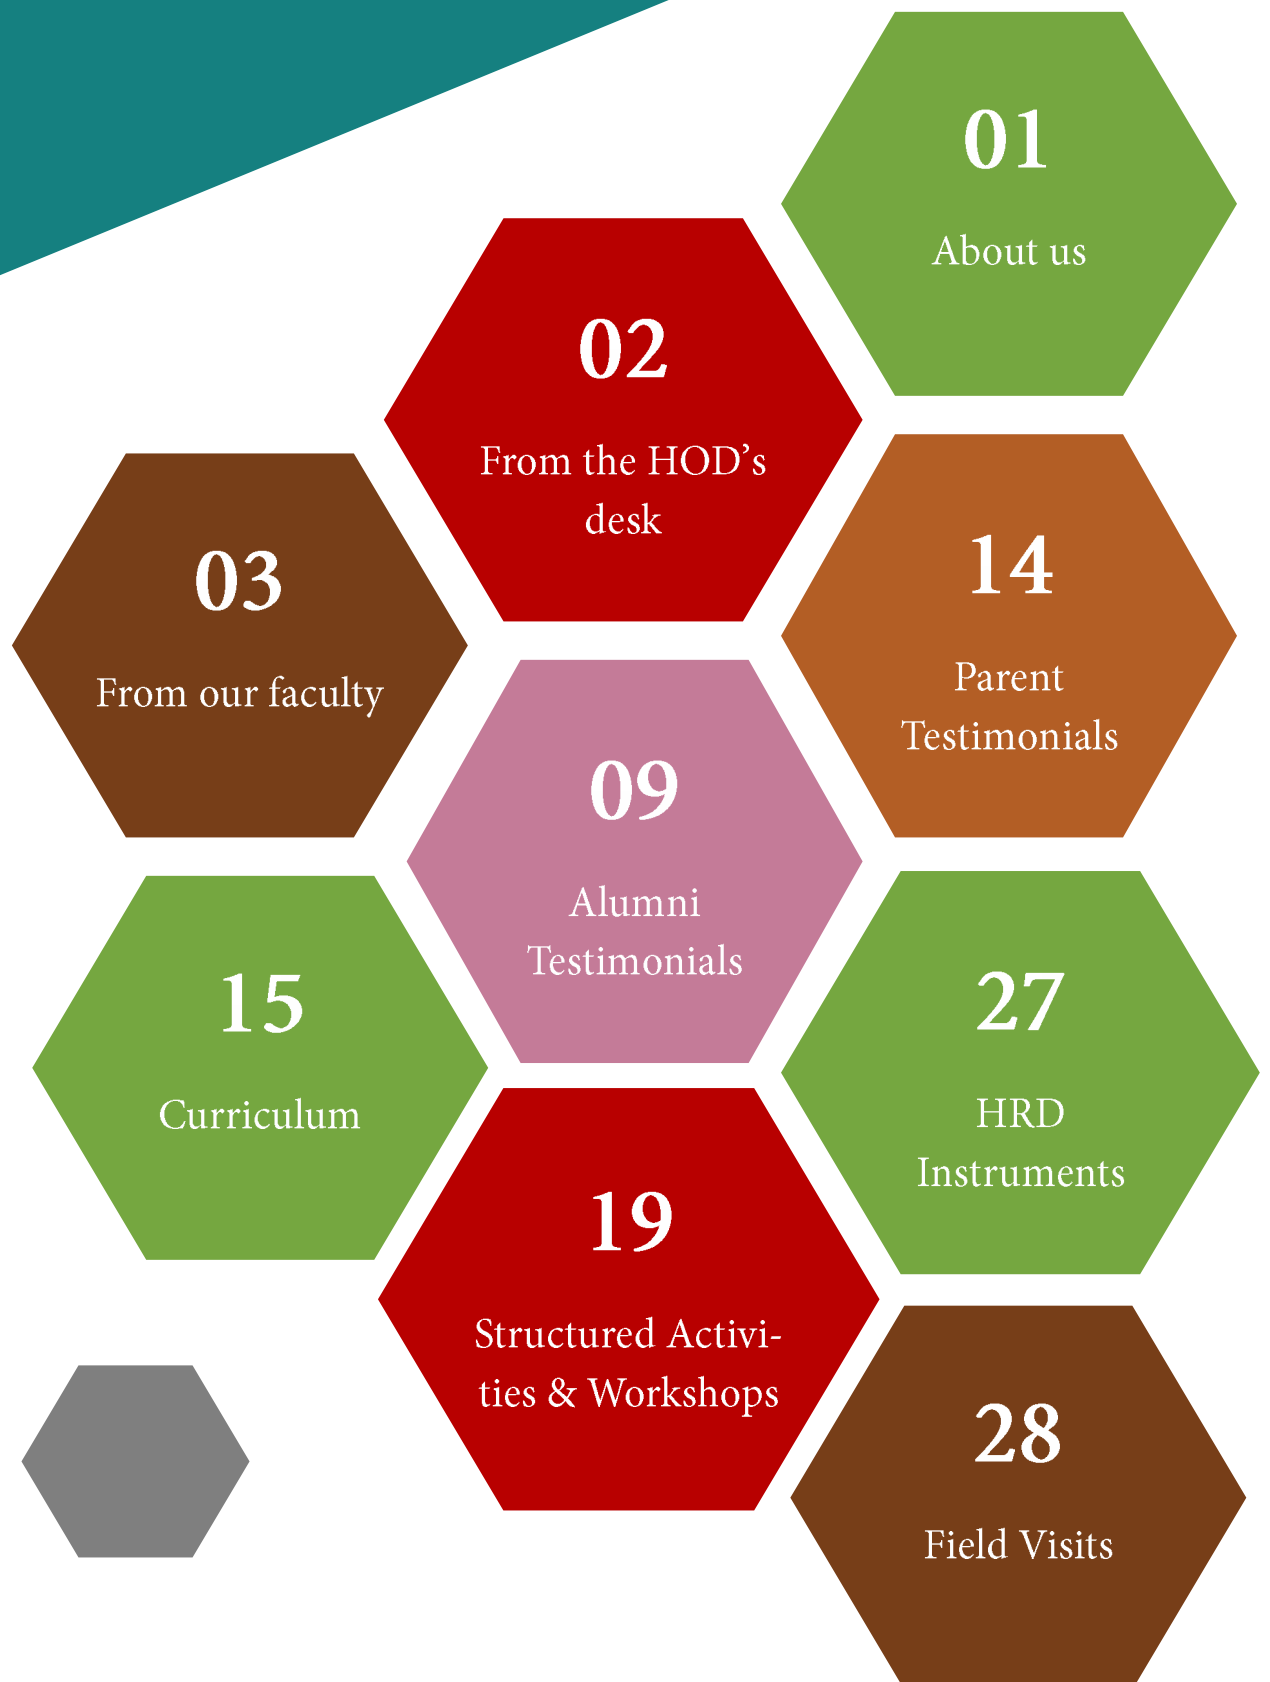 01
About us
02
From the HOD’s
desk
03
From our faculty
14
Parent
Testimonials
09
Alumni
Testimonials
15
Curriculum
27
HRD
Instruments
19
Structured Activi-
ties & Workshops
28
Field Visits